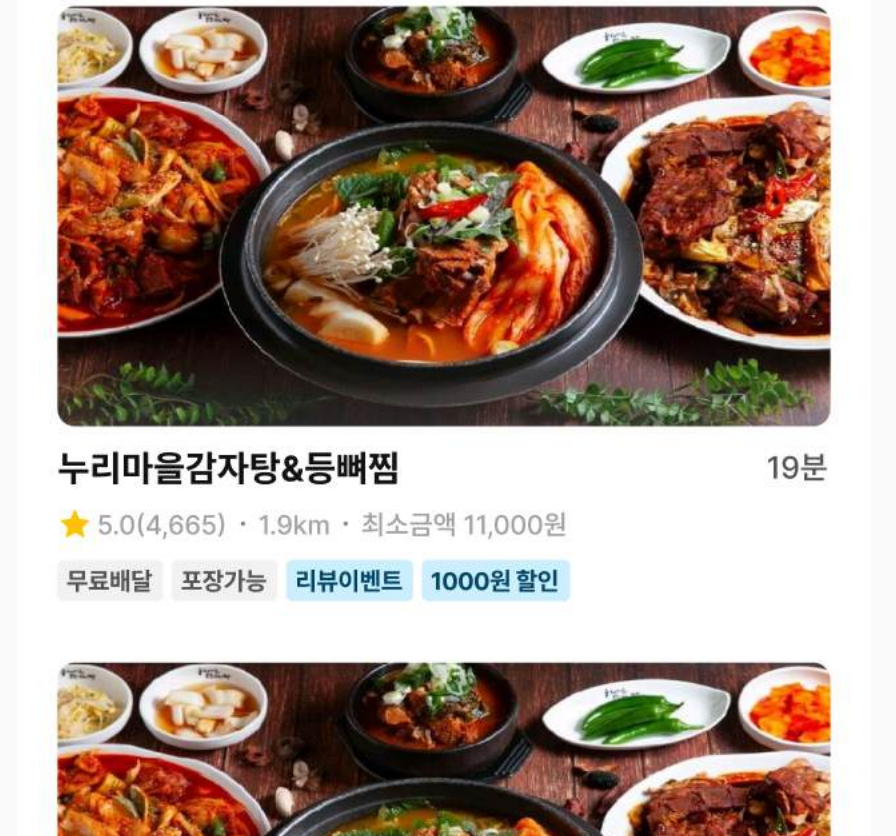 누리마을감자탕&등뼈찜 19분
5.0(4,665) · 1.9km · 최소금액 11,000원
무료배달 포장가능 리뷰이벤트 1000원 할인